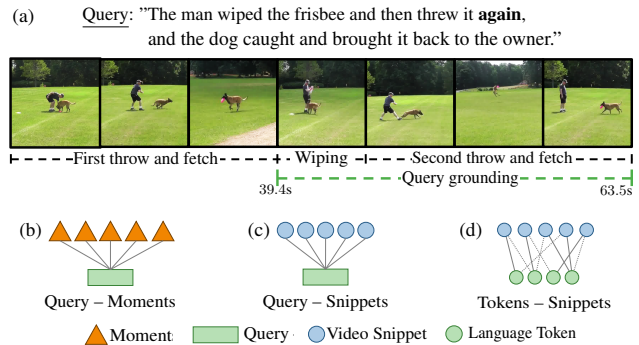 (a) Query: "The man wiped the frisbee and then threw it again,
and the dog caught and brought it back to the owner."
First throw and fetch Wiping Second throw and fetch
Query grounding
39.4s 63.5s
(b) (c) (d)
Query – Moments Query – Snippets Tokens – Snippets
Moment Query Video Snippet Language Token